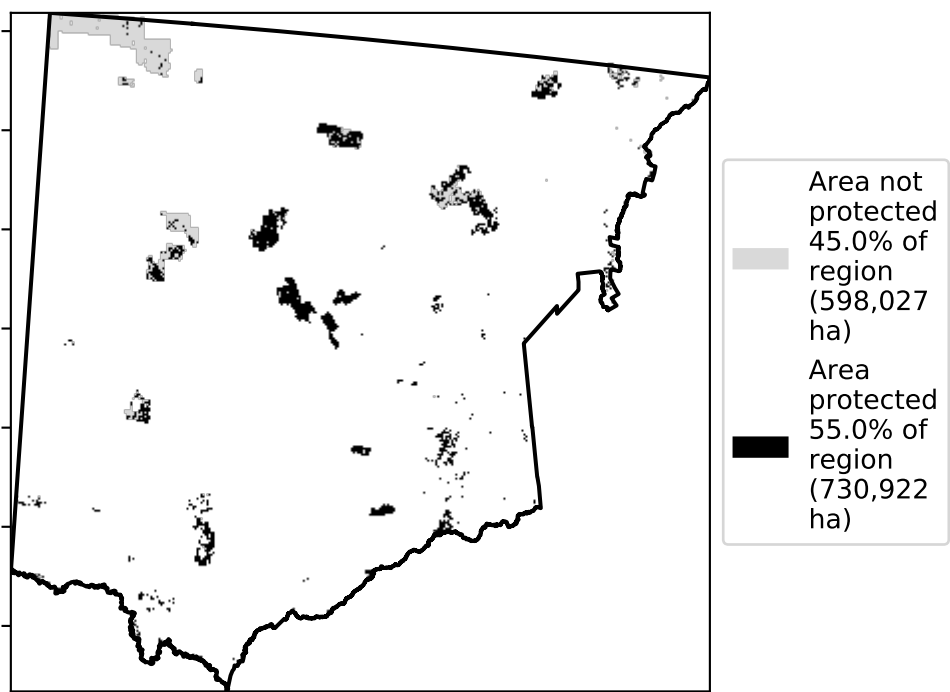 Area not
protected
45.0% of
region
(598,027
ha)
Area
protected
55.0% of
region
(730,922
ha)